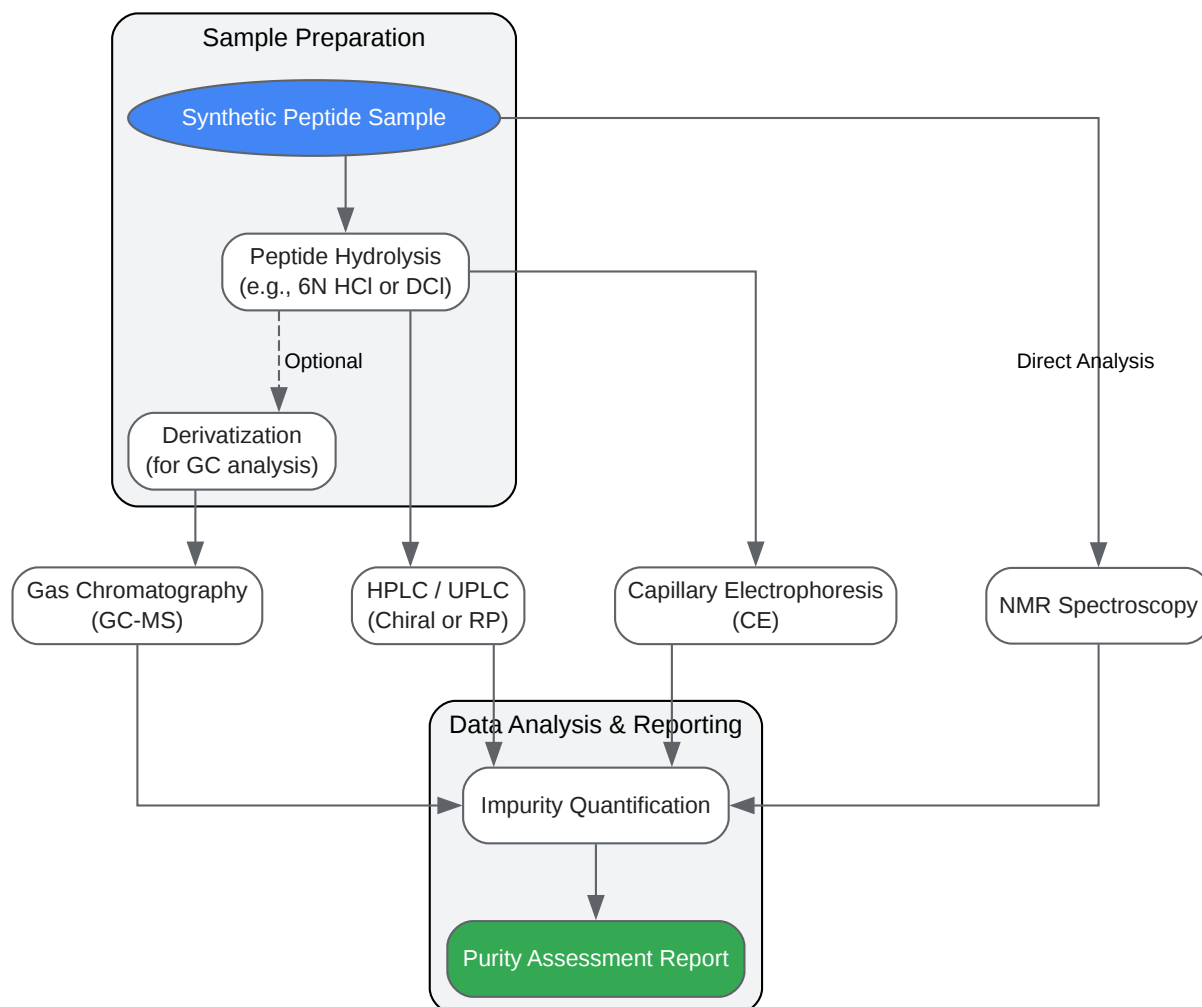 Sample Preparation
Synthetic Peptide Sample
Peptide Hydrolysis
(e.g., 6N HCl or DCl)
Optional
Direct Analysis
Derivatization
(for GC analysis)
Gas Chromatography
(GC-MS)
HPLC / UPLC
(Chiral or RP)
Capillary Electrophoresis
(CE)
NMR Spectroscopy
Data Analysis & Reporting
Impurity Quantification
Purity Assessment Report